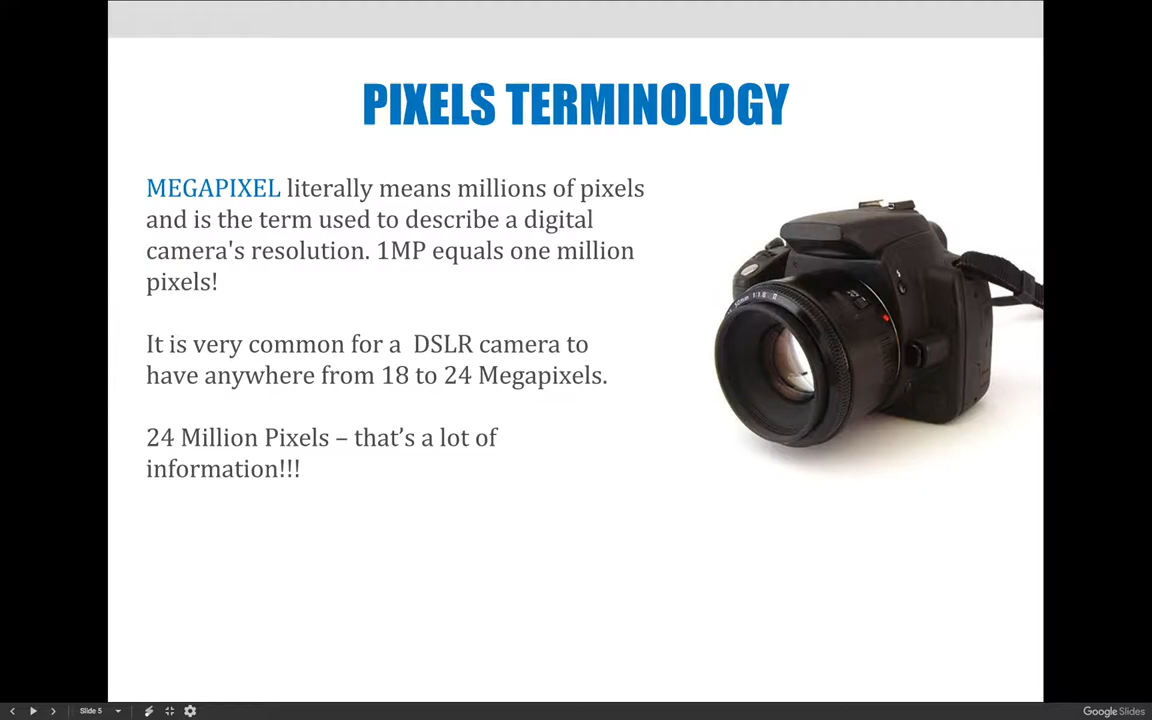 PIXELS TERMINOLOGY
MEGAPIXEL literally means millions of pixels
and is the term used to describe a digital
camera's resolution. 1MP equals one million
pixels!
It is very common for a  DSLR camera to
have anywhere from 18 to 24 Megapixels.
24 Million Pixels – that’s a lot of
information!!!
Slide 5
Google Slides